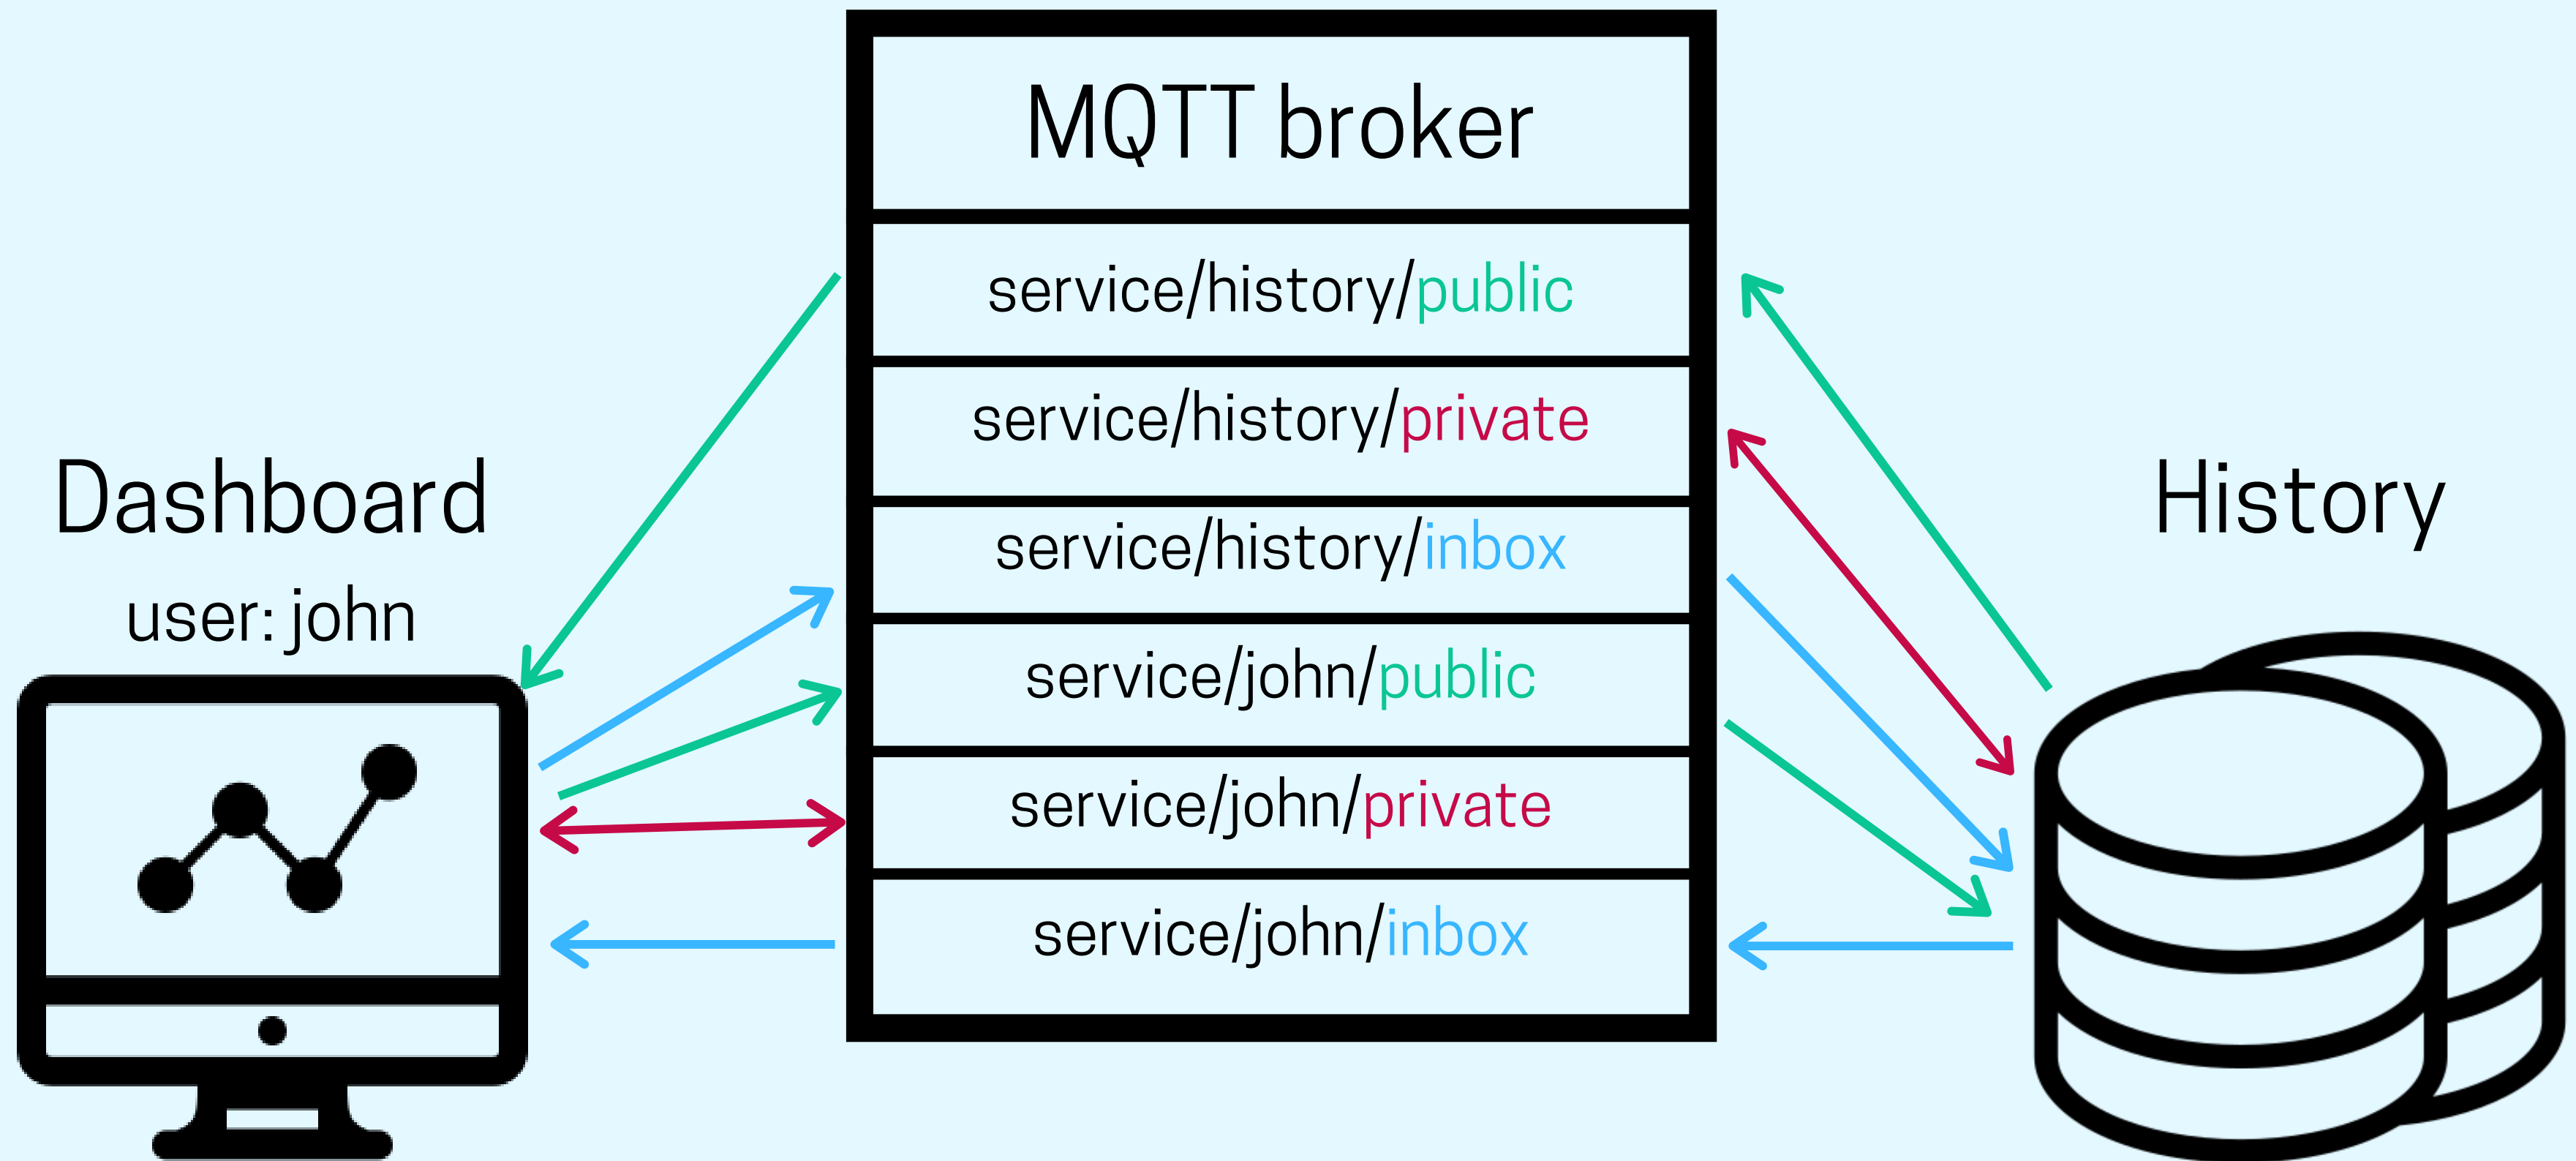 MQTT broker
service/history/public
service/history/private
service/history/inbox
service/john/public
service/john/private
service/john/inbox
Dashboard
user: john
History